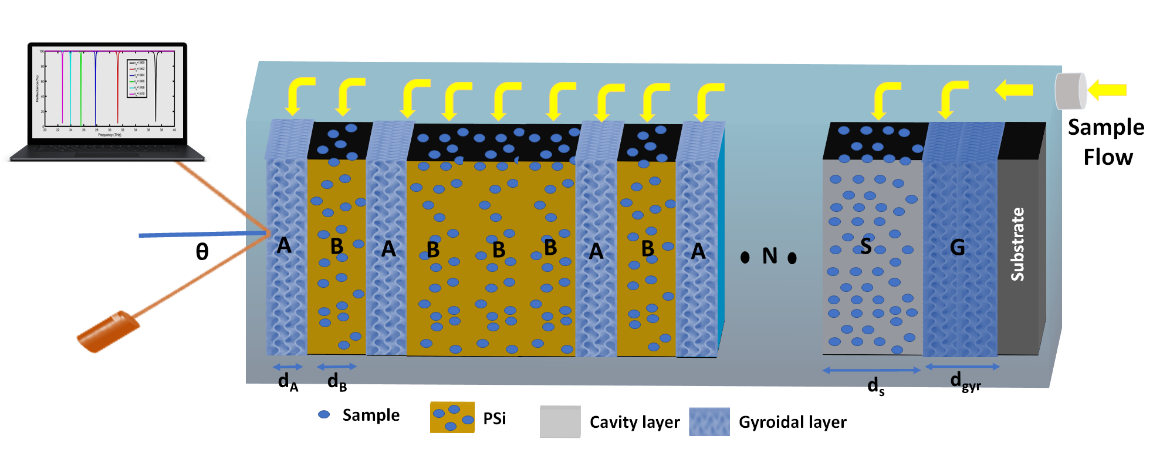 Sample
Flow
θ
A
B
A
B
B
B
A
B
A
• N •
S
G
Substrate
dA
dB
ds
dgyr
Sample
PSi
Cavity layer
Gyroidal layer